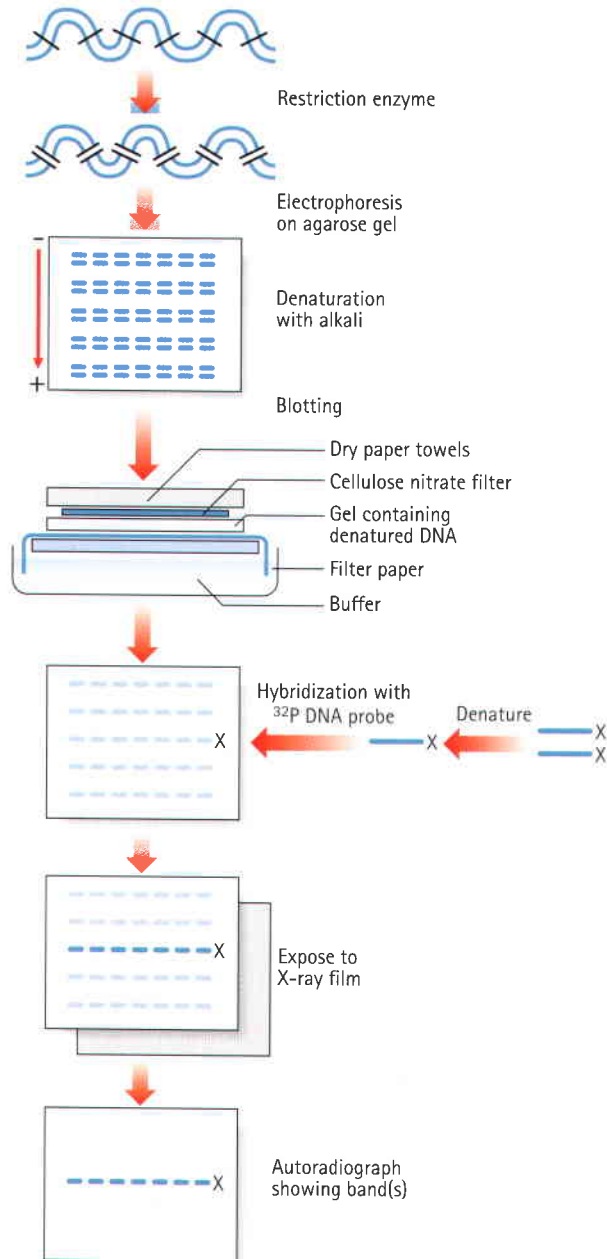 Restriction enzyme
Electrophoresis
on agarose gel
−
+
Denaturation
with alkali
Blotting
Dry paper towels
Cellulose nitrate filter
Gel containing
denatured DNA
Filter paper
Buffer
Hybridization with
³²P DNA probe
Denature
X
X
X
X
X
Expose to
X-ray film
Autoradiograph
showing band(s)
X